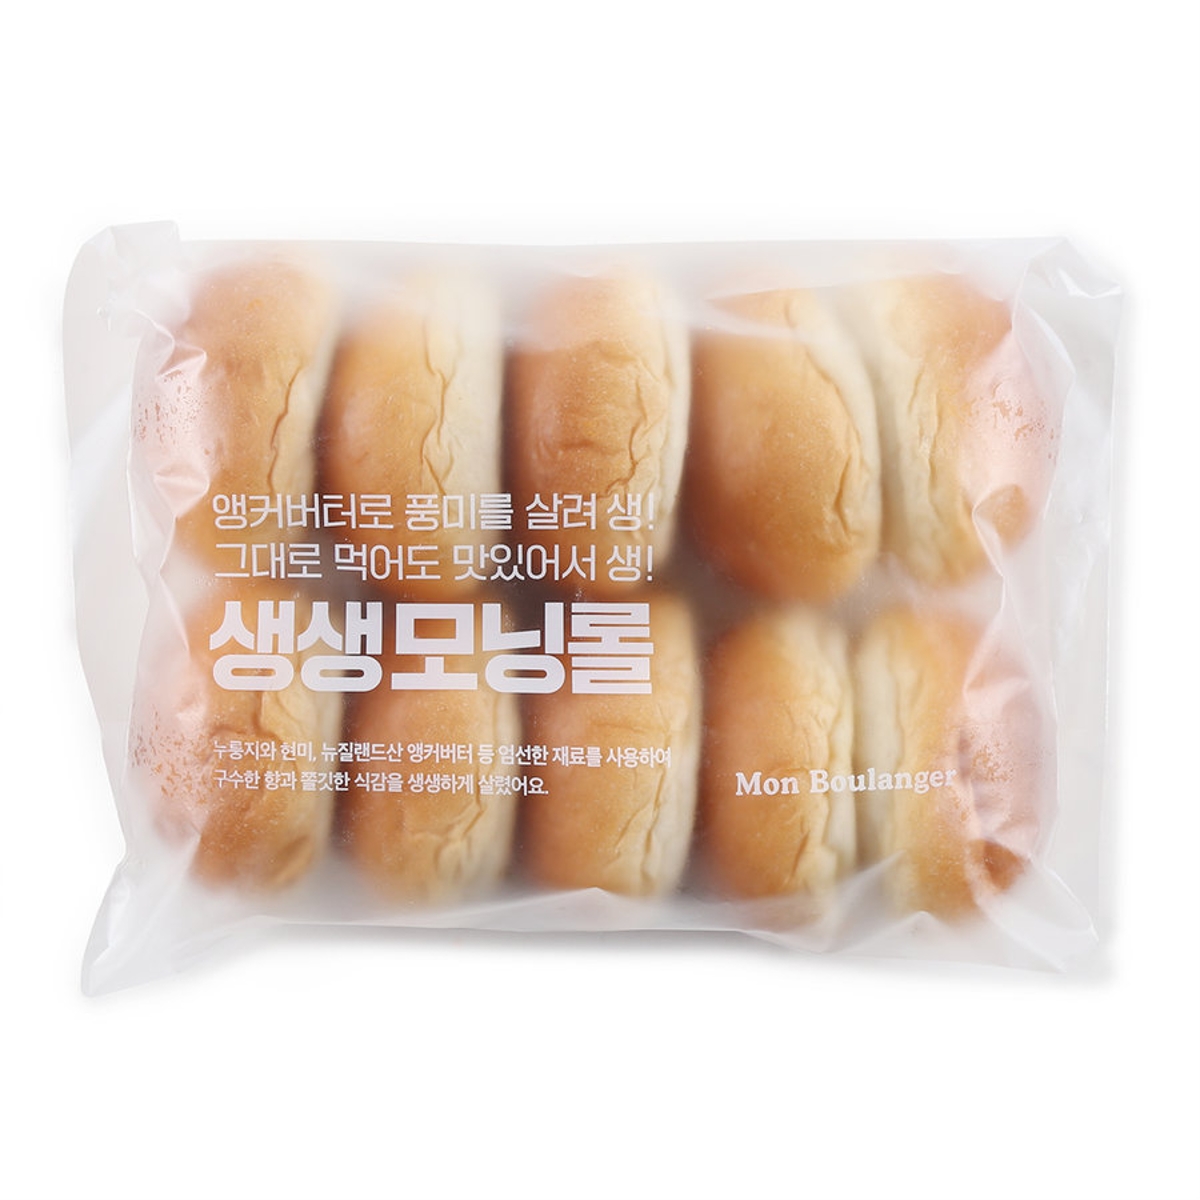 앵커버터로 풍미를 살려 생!
그대로 먹어도 맛있어서 생!
생생모닝롤
누룽지와 현미, 뉴질랜드산 앵커버터 등 엄선한 재료를 사용하여
구수한 향과 쫄깃한 식감을 생생하게 살렸어요.
Mon Boulanger